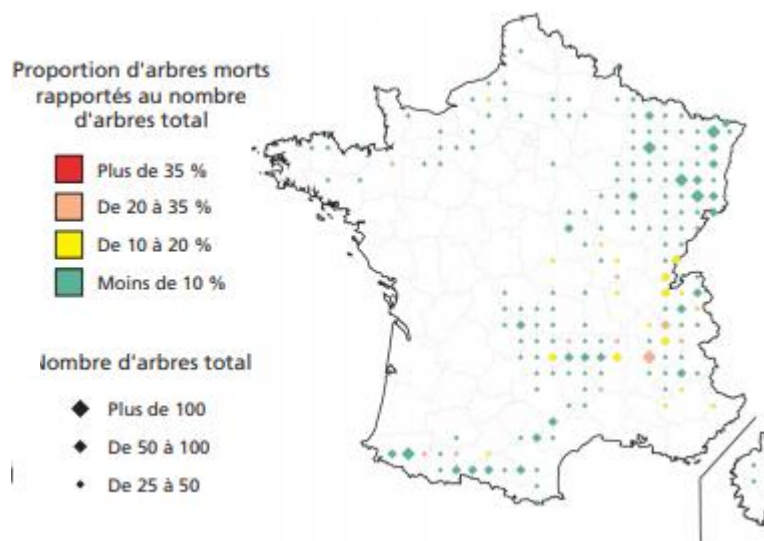 Proportion d'arbres morts
rapportés au nombre
d'arbres total
Plus de 35 %
De 20 à 35 %
De 10 à 20 %
Moins de 10 %
Nombre d'arbres total
Plus de 100
De 50 à 100
De 25 à 50